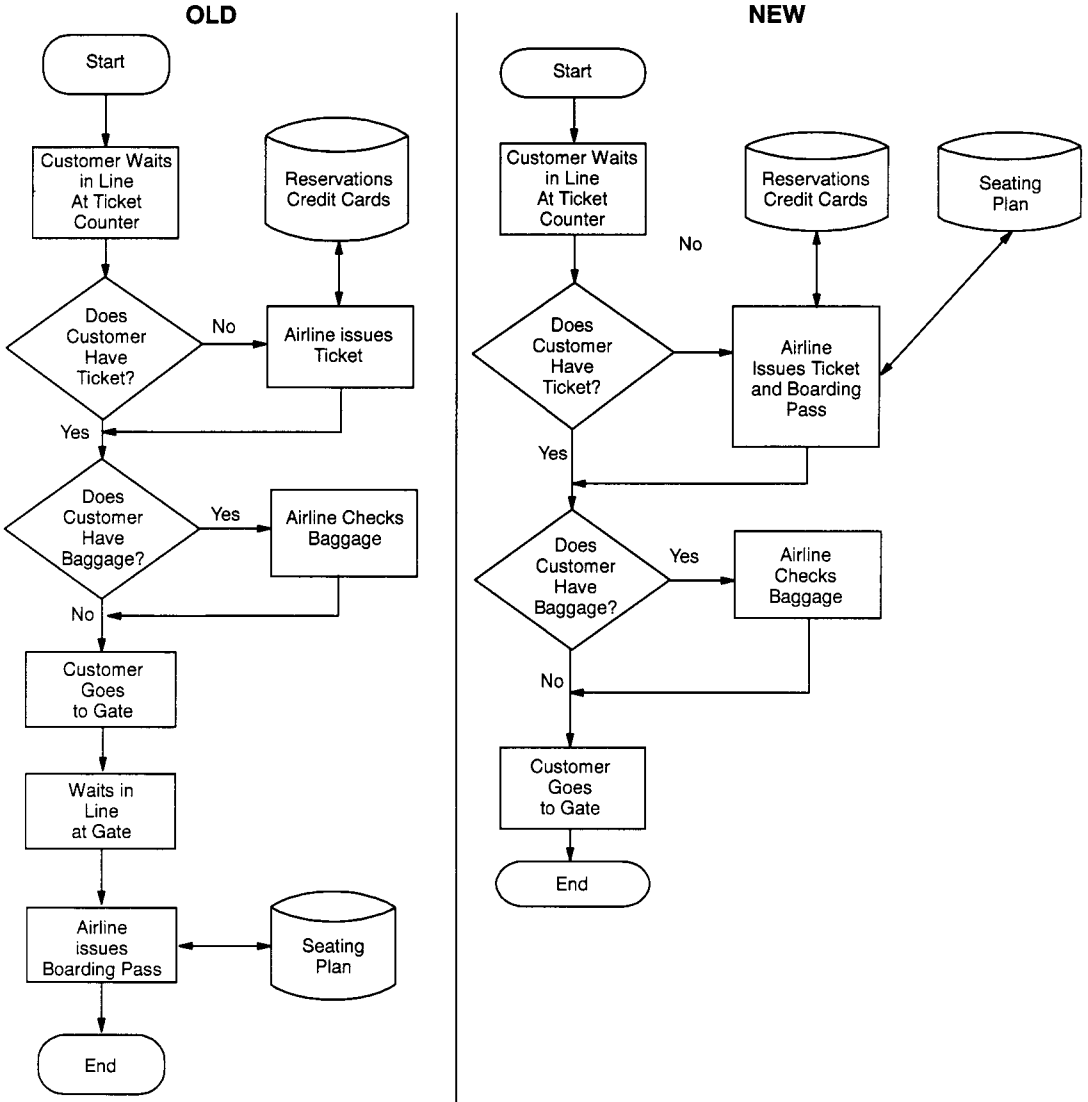 OLD
Start
Customer Waits
in Line
At Ticket
Counter
Reservations
Credit Cards
Does
Customer
Have
Ticket?
No
Airline issues
Ticket
Yes
Does
Customer
Have
Baggage?
Yes
Airline Checks
Baggage
No
Customer
Goes
to Gate
Waits in
Line
at Gate
Airline
issues
Boarding Pass
Seating
Plan
End
NEW
Start
Customer Waits
in Line
At Ticket
Counter
Reservations
Credit Cards
Seating
Plan
No
Does
Customer
Have
Ticket?
Airline
Issues Ticket
and Boarding
Pass
Yes
Does
Customer
Have
Baggage?
Yes
Airline
Checks
Baggage
No
Customer
Goes
to Gate
End